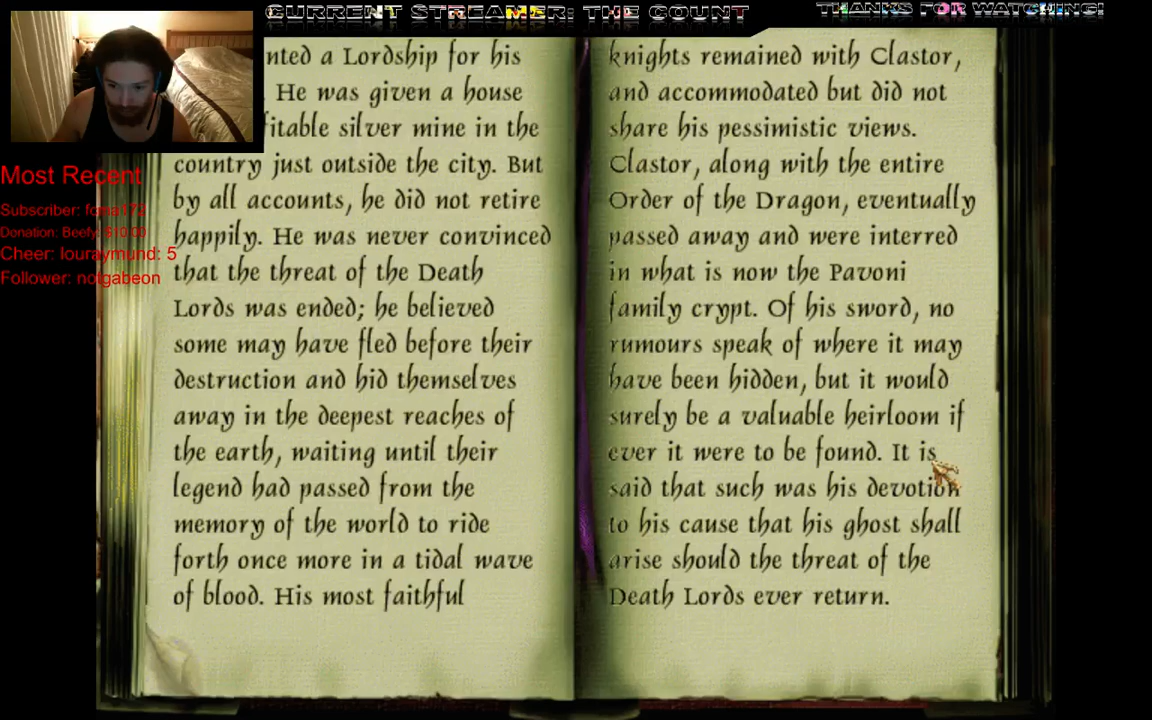 CURRENT STREAMER: THE COUNT
THANKS FOR WATCHING!
Most Recent
Subscriber:
Donation: Beefy: $10.00
Cheer: louraymund: 5
Follower: notgabeon
nted a Lordship for his
He was given a house
fitable silver mine in the
country just outside the city. But
by all accounts, he did not retire
happily. He was never convinced
that the threat of the Death
Lords was ended; he believed
some may have fled before their
destruction and hid themselves
away in the deepest reaches of
the earth, waiting until their
legend had passed from the
memory of the world to ride
forth once more in a tidal wave
of blood. His most faithful
knights remained with Clastor,
and accommodated but did not
share his pessimistic views.
Clastor, along with the entire
Order of the Dragon, eventually
passed away and were interred
in what is now the Pavoni
family crypt. Of his sword, no
rumours speak of where it may
have been hidden, but it would
surely be a valuable heirloom if
ever it were to be found. It is
said that such was his devotion
to his cause that his ghost shall
arise should the threat of the
Death Lords ever return.